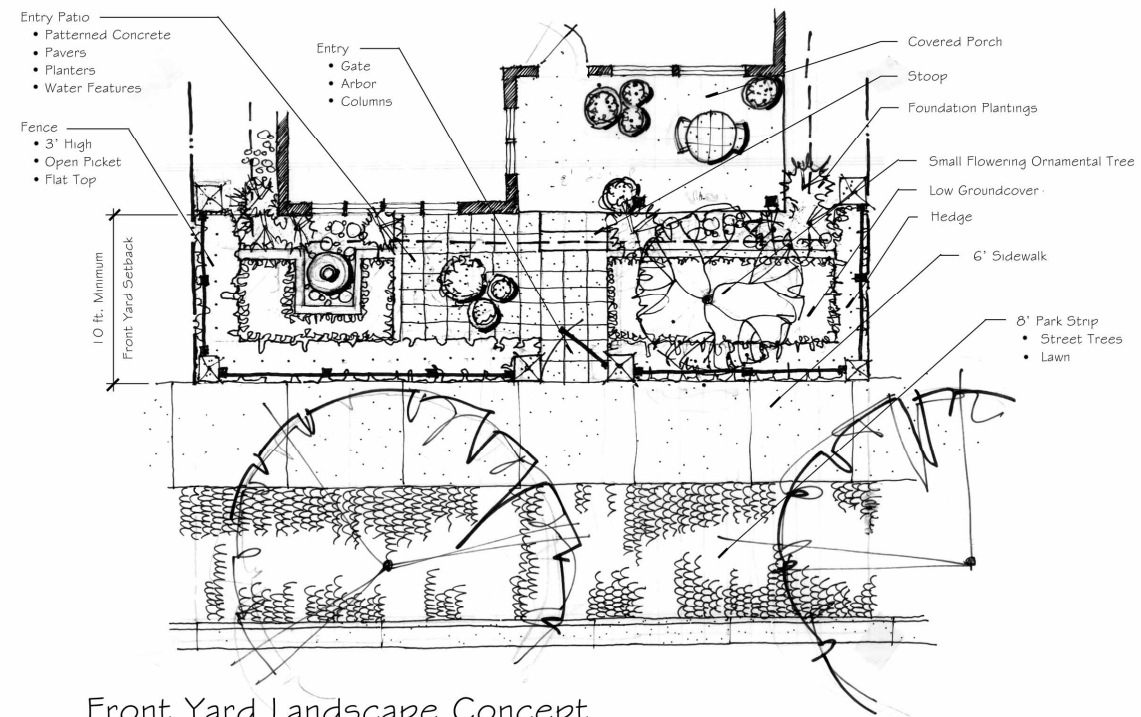 Entry Patio
• Patterned Concrete
• Pavers
• Planters
• Water Features
Entry
• Gate
• Arbor
• Columns
Fence
• 3' High
• Open Picket
• Flat Top
Covered Porch
Stoop
Foundation Plantings
Small Flowering Ornamental Tree
Low Groundcover
Hedge
6' Sidewalk
8' Park Strip
• Street Trees
• Lawn
10 ft. Minimum
Front Yard Setback
Front Yard Landscape Concept